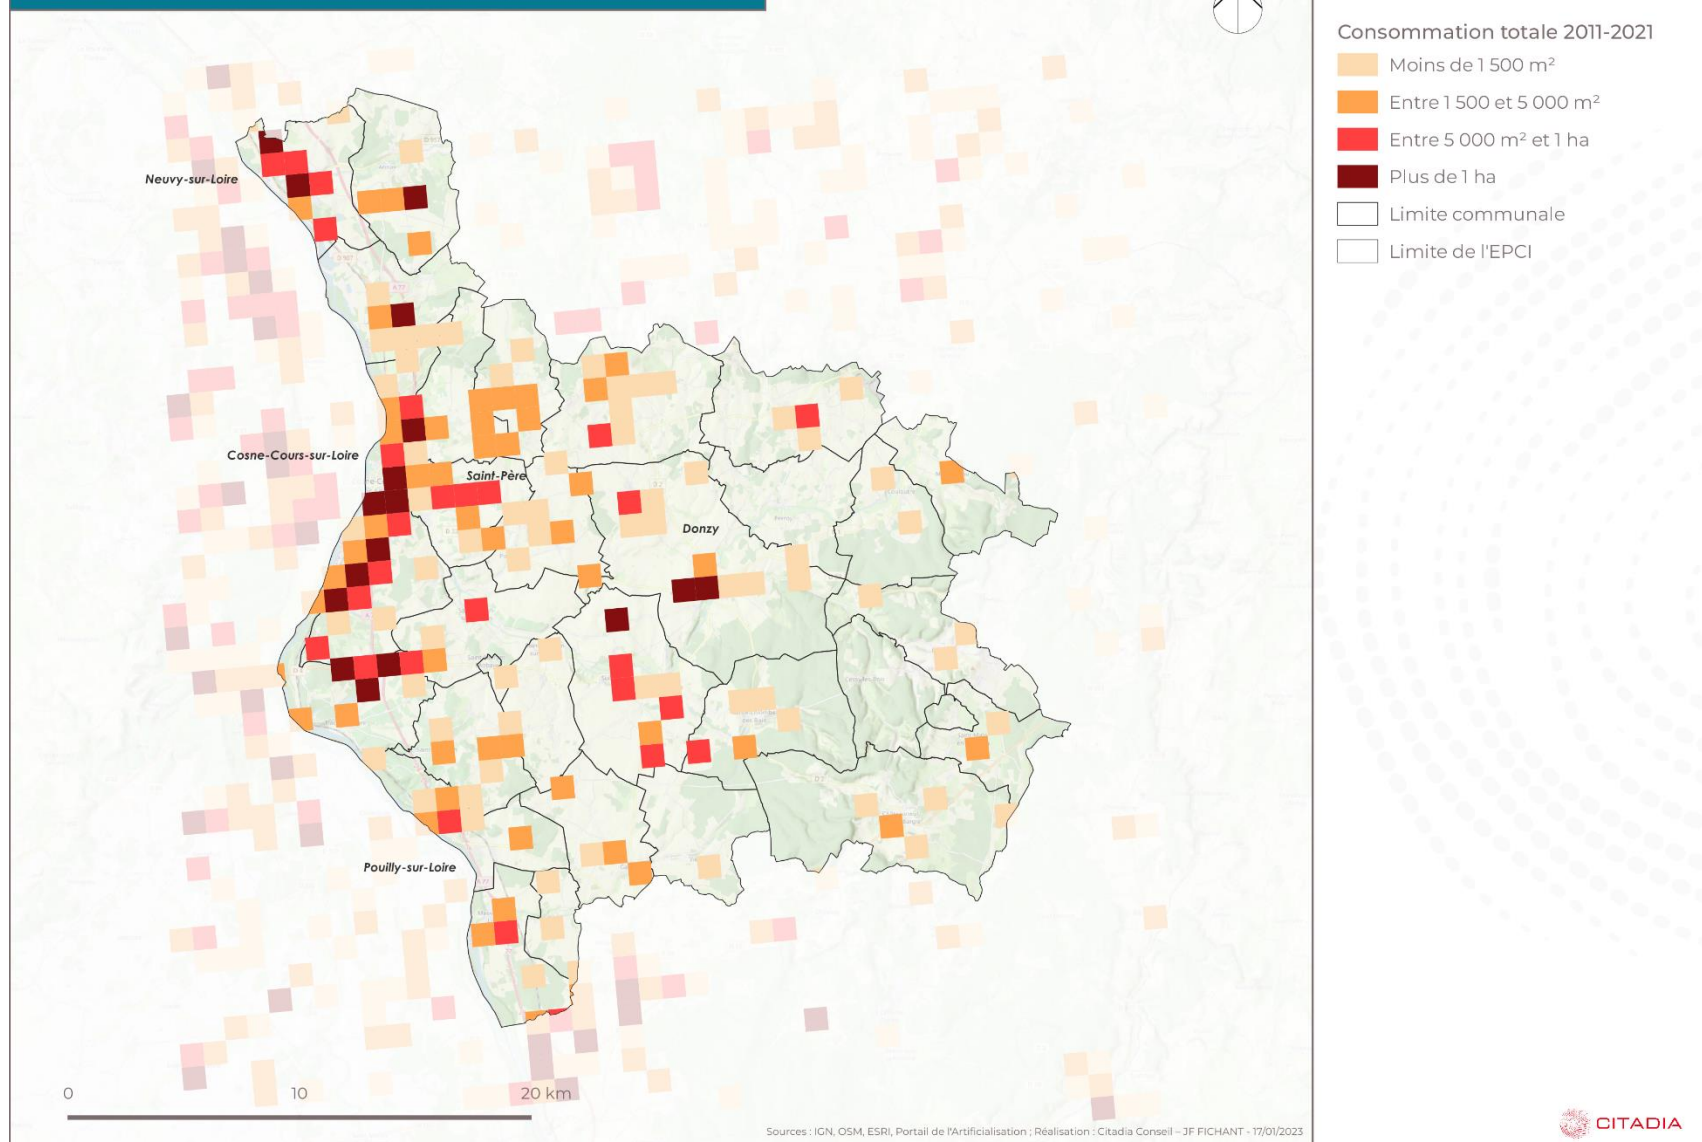 Consommation totale 2011-2021
Moins de 1 500 m²
Entre 1 500 et 5 000 m²
Entre 5 000 m² et 1 ha
Plus de 1 ha
Limite communale
Limite de l'EPCI
Neuvy-sur-Loire
Cosne-Cours-sur-Loire
Saint-Père
Donzy
Pouilly-sur-Loire
0 10 20 km
Sources : IGN, OSM, ESRI, Portail de l'Artificialisation ; Réalisation : Citadia Conseil – JF FICHANT - 17/01/2023
CITADIA